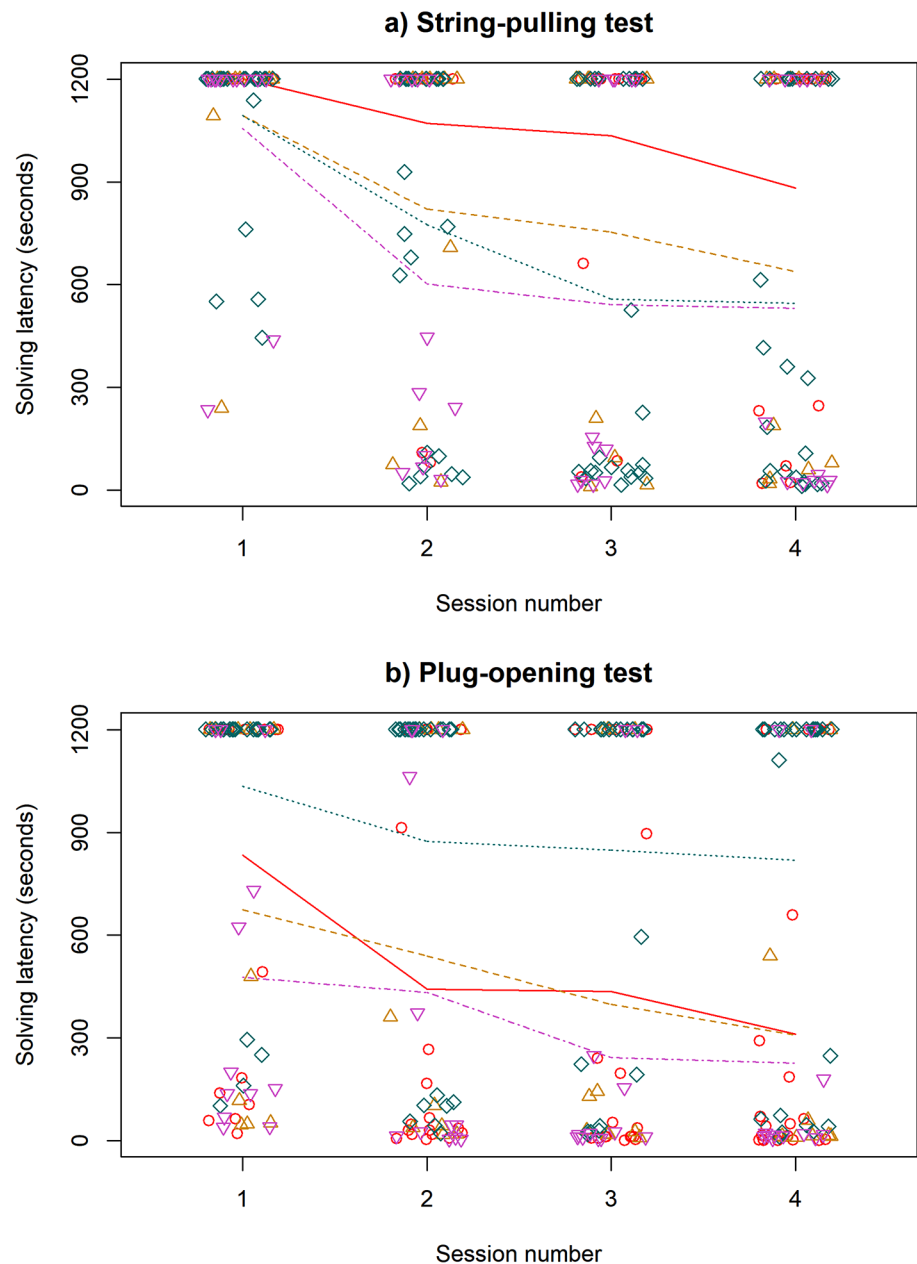 a) String-pulling test
Solving latency (seconds)
1200
900
600
300
0
1 2 3 4
Session number
b) Plug-opening test
Solving latency (seconds)
1200
900
600
300
0
1 2 3 4
Session number